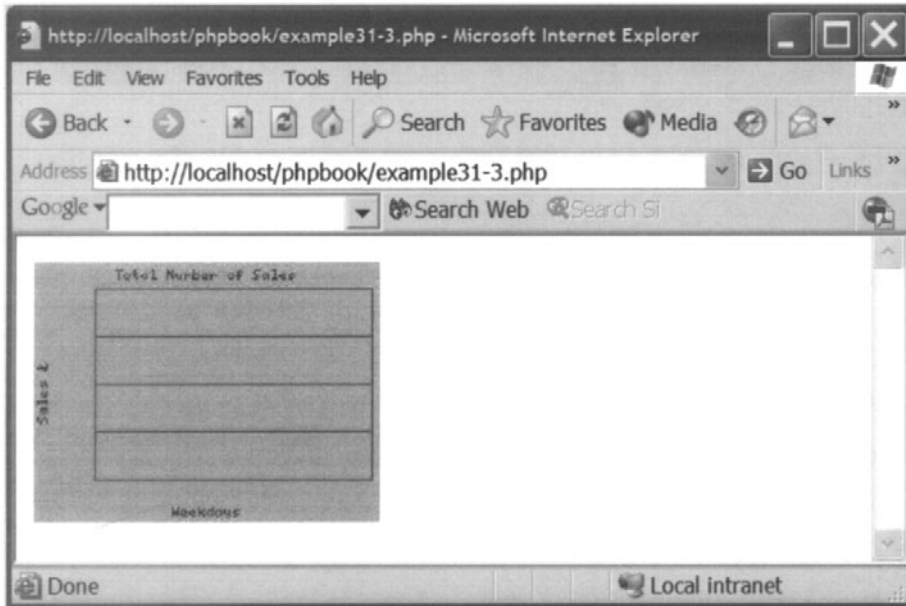 http://localhost/phpbook/example31-3.php - Microsoft Internet Explorer
File Edit View Favorites Tools Help
Back Search Favorites Media »
Address http://localhost/phpbook/example31-3.php Go Links »
Google Search Web Search Si
Total Number of Sales
Sales £
Weekdays
Done Local intranet